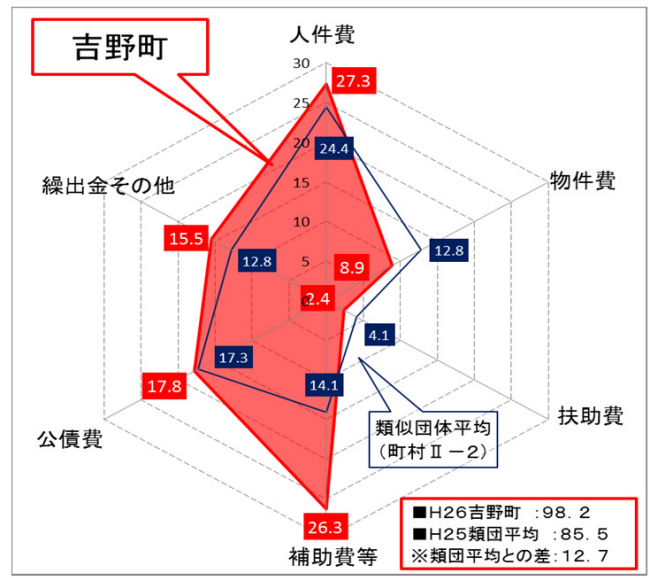 人件費
吉野町
30
27.3
25
20
24.4
15
10
5
0
物件費
12.8
8.9
繰出金その他
15.5
12.8
2.4
4.1
17.3
17.8
14.1
公債費
扶助費
類似団体平均
（町村Ⅱ－2）
26.3
補助費等
■H26吉野町 :98.2
■H25類団平均 :85.5
※類団平均との差:12.7